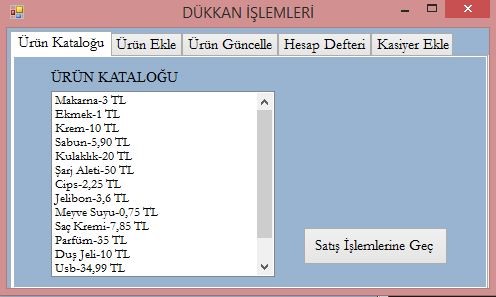 DÜKKAN İŞLEMLERİ
Ürün Kataloğu Ürün Ekle Ürün Güncelle Hesap Defteri Kasiyer Ekle
ÜRÜN KATALOĞU
Makarna-3 TL
Ekmek-1 TL
Krem-10 TL
Sabun-5,90 TL
Kulaklık-20 TL
Şarj Aleti-50 TL
Cips-2,25 TL
Jelibon-3,6 TL
Meyve Suyu-0,75 TL
Saç Kremi-7,85 TL
Parfüm-35 TL
Duş Jeli-10 TL
Usb-34,99 TL
Satış İşlemlerine Geç